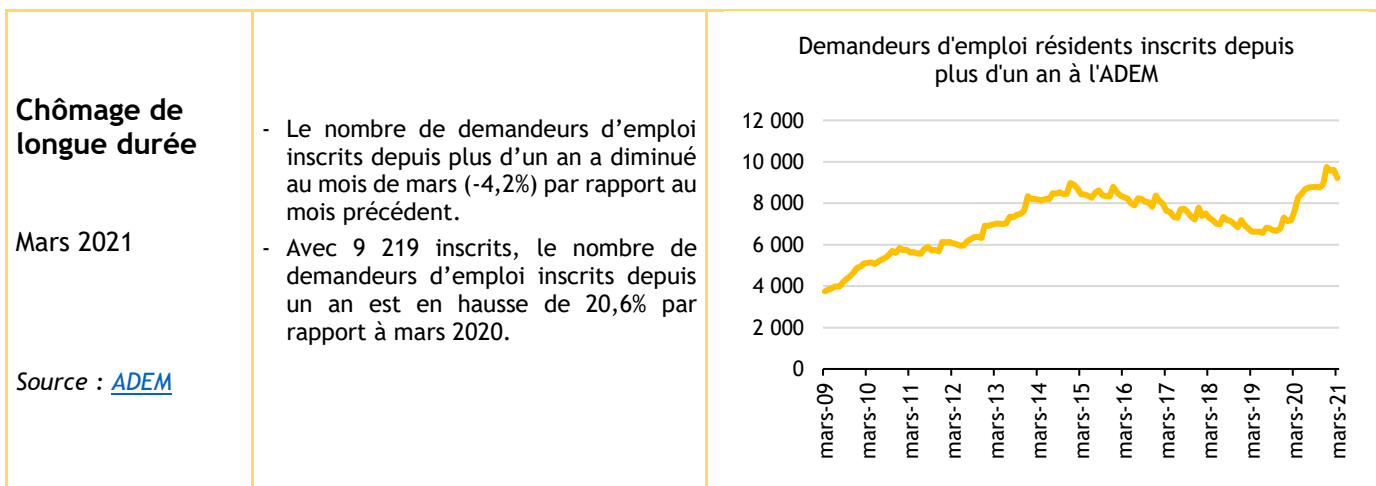 Chômage de
longue durée
Mars 2021
Source : ADEM
- Le nombre de demandeurs d’emploi
inscrits depuis plus d’un an a diminué
au mois de mars (-4,2%) par rapport au
mois précédent.
- Avec 9 219 inscrits, le nombre de
demandeurs d’emploi inscrits depuis
un an est en hausse de 20,6% par
rapport à mars 2020.
Demandeurs d'emploi résidents inscrits depuis
plus d'un an à l'ADEM
12 000
10 000
8 000
6 000
4 000
2 000
0
mars-09
mars-10
mars-11
mars-12
mars-13
mars-14
mars-15
mars-16
mars-17
mars-18
mars-19
mars-20
mars-21